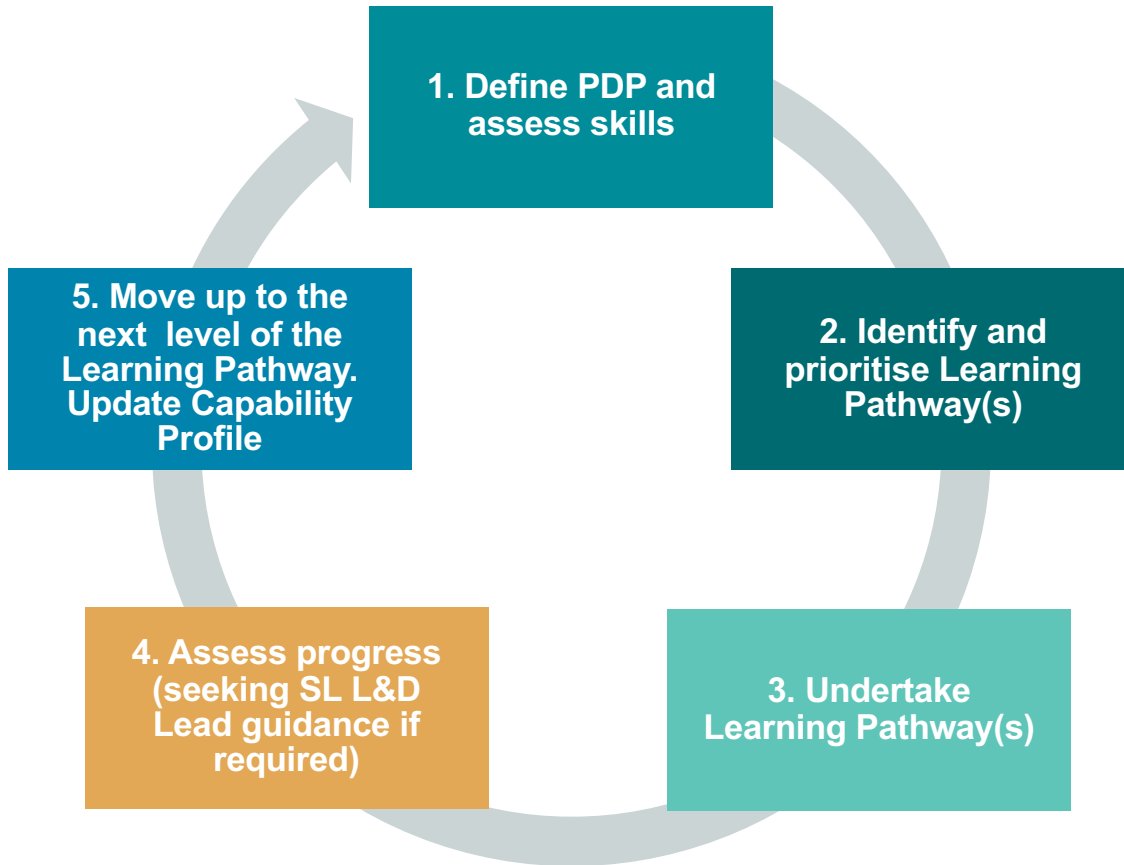 1. Define PDP and
assess skills
2. Identify and
prioritise Learning
Pathway(s)
3. Undertake
Learning Pathway(s)
4. Assess progress
(seeking SL L&D
Lead guidance if
required)
5. Move up to the
next  level of the
Learning Pathway.
Update Capability
Profile